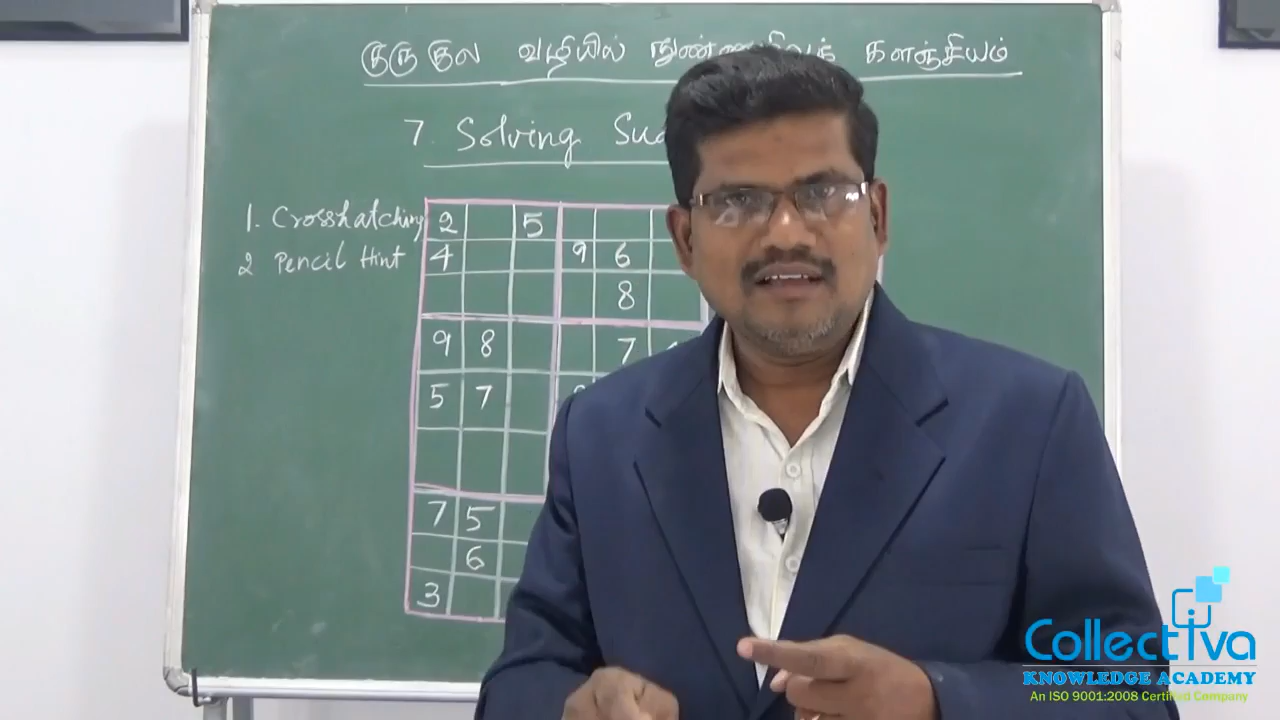 குருகுல வழியில் களஞ்சியம்
7. Solving
1. Crosshatching
2 Pencil Hint
2 5
4 9 6
8
9 8 7
5 7
7 5
6
3
Collectiva
KNOWLEDGE ACADEMY
An ISO 9001:2008 Certified Company